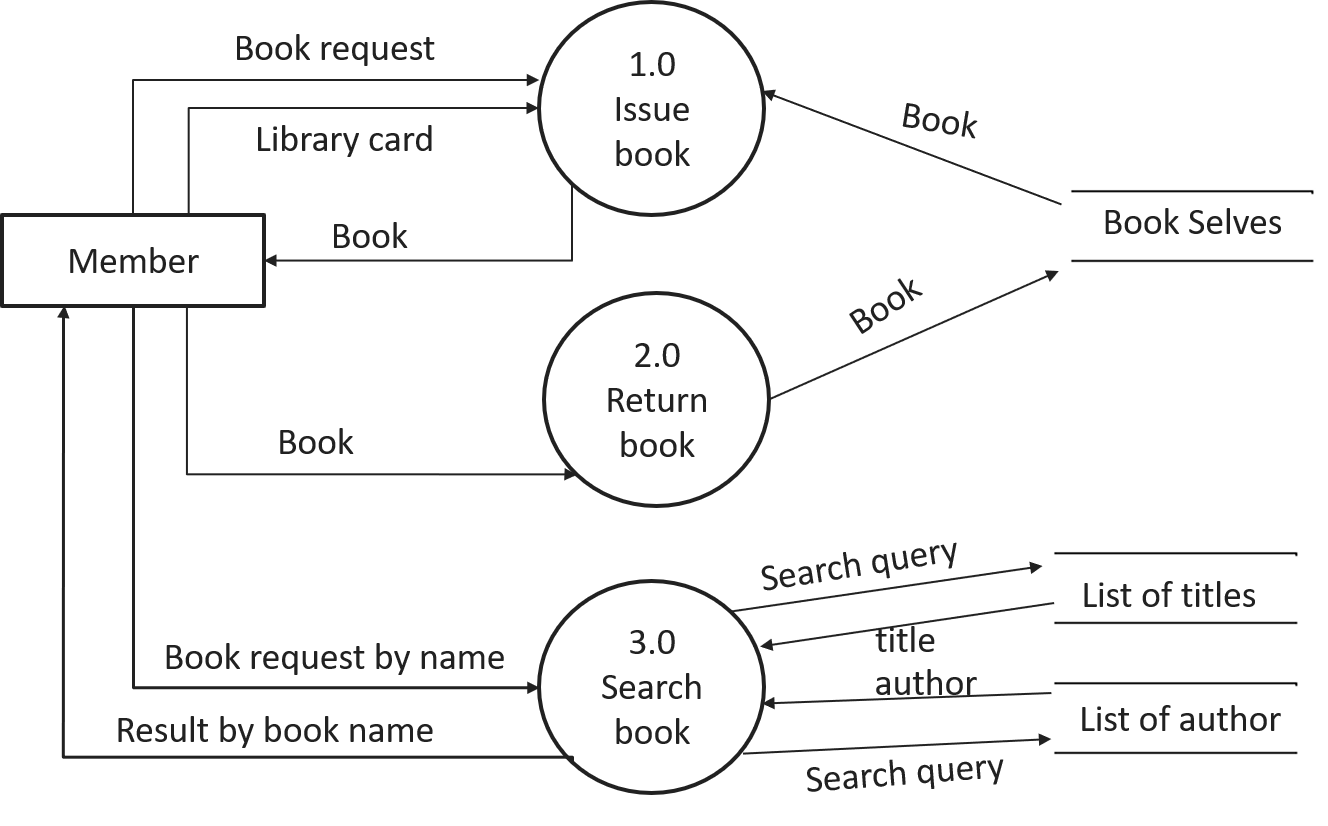 Book request
1.0
Issue
book
Library card
Book
Book Selves
Member
Book
Book
2.0
Return
book
Book
Search query
List of titles
title
3.0
Search
book
Book request by name
author
List of author
Result by book name
Search query